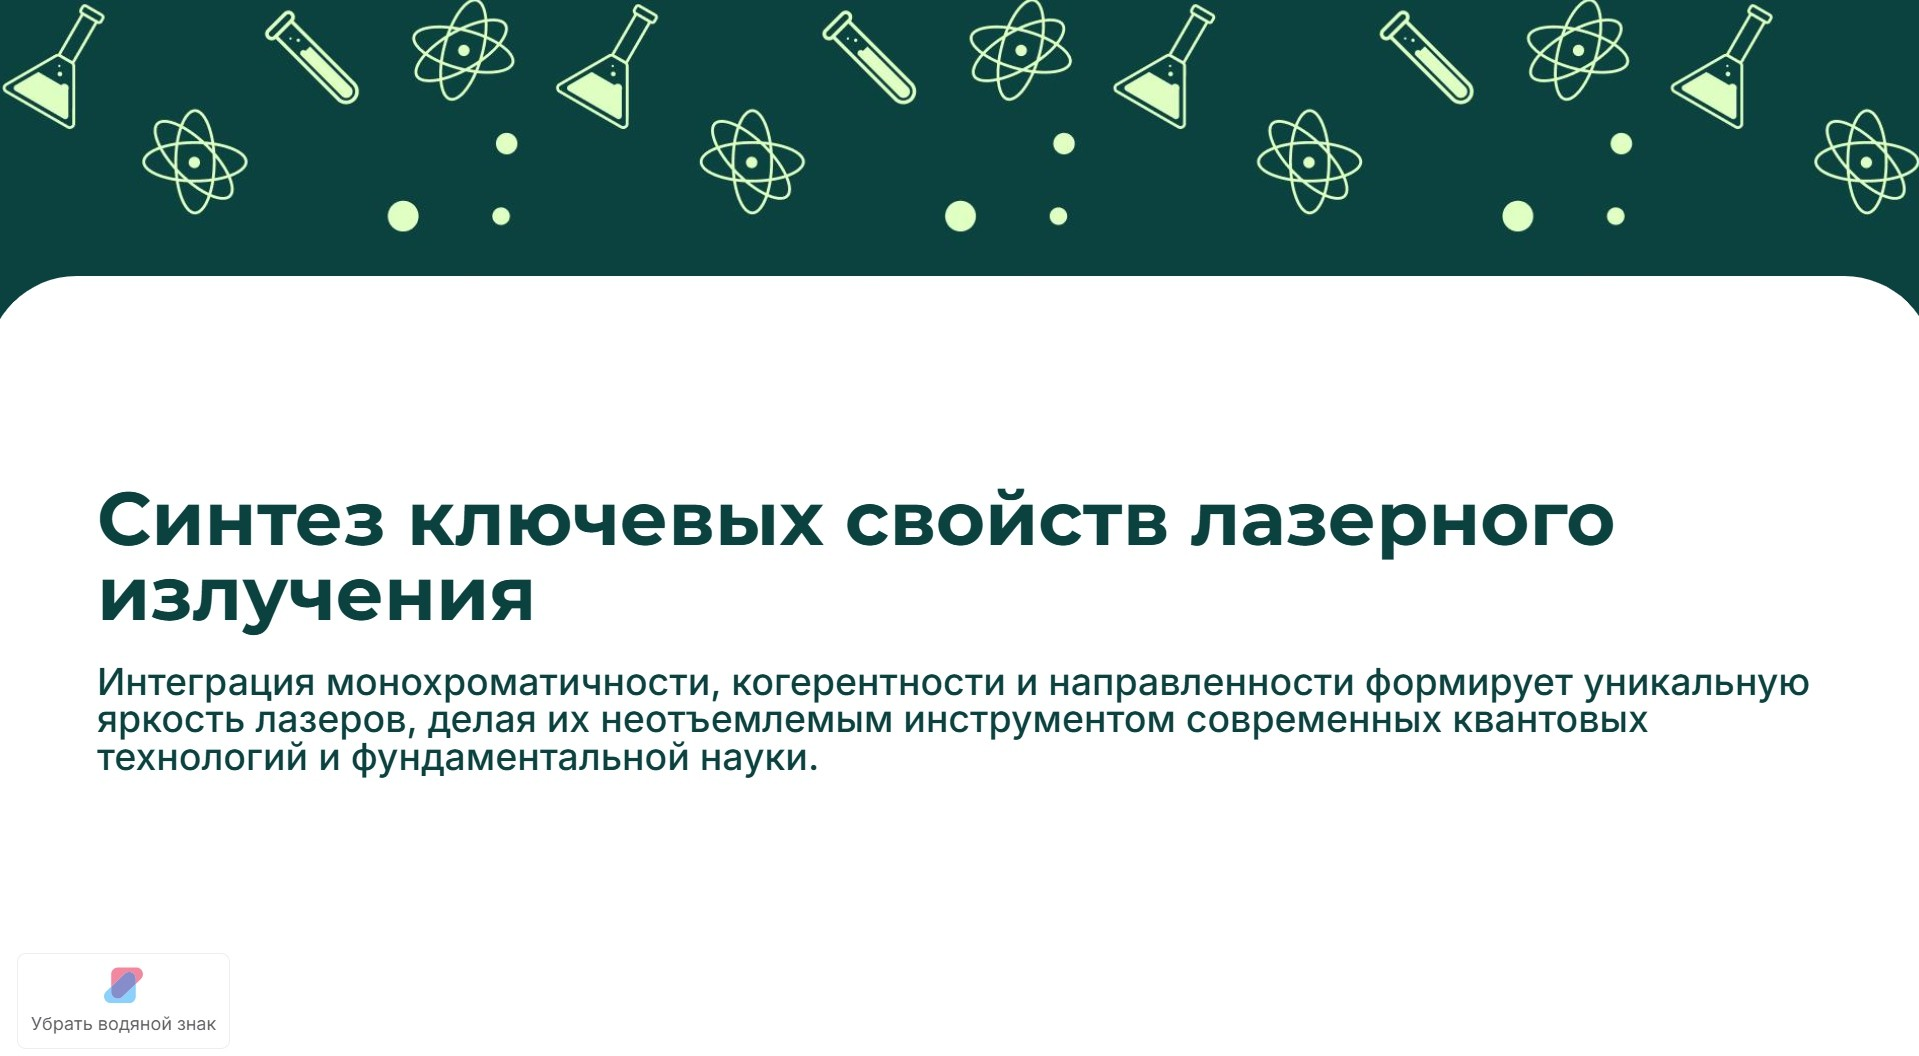 Синтез ключевых свойств лазерного
излучения
Интеграция монохроматичности, когерентности и направленности формирует уникальную
яркость лазеров, делая их неотъемлемым инструментом современных квантовых
технологий и фундаментальной науки.
Убрать водяной знак